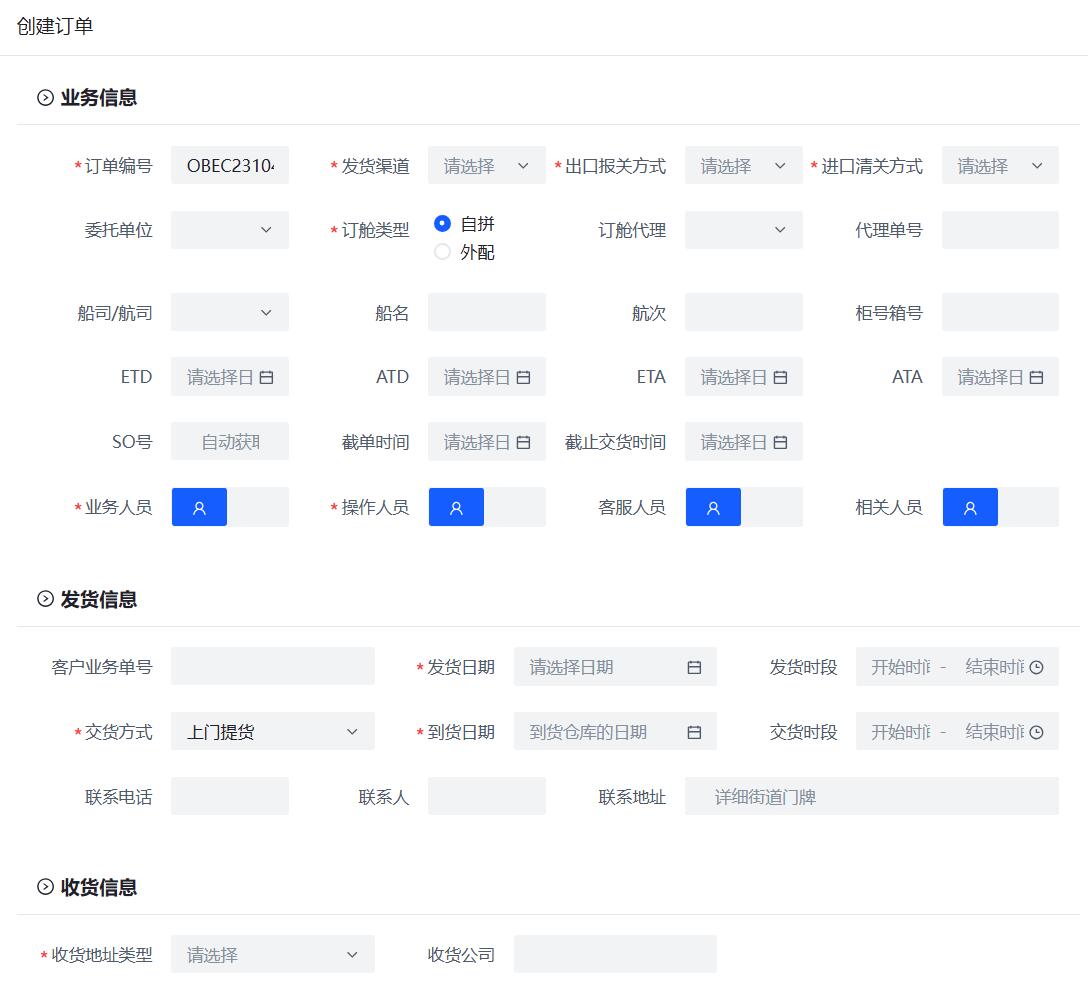 创建订单
业务信息
*订单编号 OBEC23104 *发货渠道 请选择 *出口报关方式 请选择 *进口清关方式 请选择
委托单位 *订舱类型 自拼 订舱代理 代理单号
外配
船司/航司 船名 航次 柜号箱号
ETD 请选择日 ATD 请选择日 ETA 请选择日 ATA 请选择日
SO号 自动获取 截单时间 请选择日 截止交货时间 请选择日
*业务人员 *操作人员 客服人员 相关人员
发货信息
客户业务单号 *发货日期 请选择日期 发货时段 开始时间 - 结束时间
*交货方式 上门提货 *到货日期 到货仓库的日期 交货时段 开始时间 - 结束时间
联系电话 联系人 联系地址 详细街道门牌
收货信息
*收货地址类型 请选择 收货公司